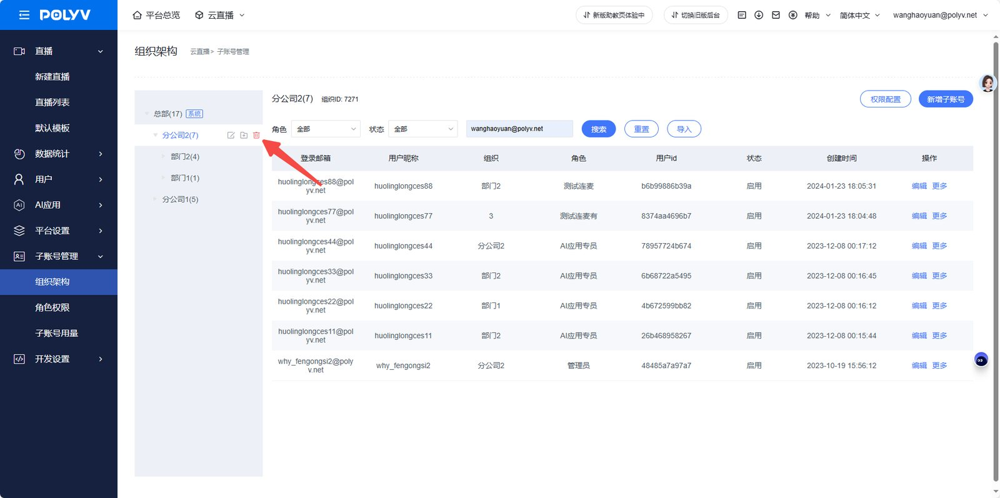 POLYV
平台总览
云直播
新版助教页体验中
切换旧版后台
帮助
简体中文
wanghaoyuan@polyv.net
直播
新建直播
直播列表
默认模板
数据统计
用户
AI应用
平台设置
子账号管理
组织架构
角色权限
子账号用量
开发设置
组织架构
云直播> 子账号管理
总部(17) 系统
分公司2(7)
部门2(4)
部门1(1)
分公司1(5)
分公司2(7) 组织ID: 7271
权限配置
新增子账号
角色 全部 状态 全部 wanghaoyuan@polyv.net 搜索 重置 导入
登录邮箱 用户昵称 组织 角色 用户id 状态 创建时间 操作
huolinglongces88@pol
yv.net huolinglongces88 部门2 测试连麦 b6b99886b39a 启用 2024-01-23 18:05:31 编辑 更多
huolinglongces77@pol
yv.net huolinglongces77 3 测试连麦有 8374aa4696b7 启用 2024-01-23 18:04:48 编辑 更多
huolinglongces44@pol
yv.net huolinglongces44 分公司2 AI应用专员 78957724b674 启用 2023-12-08 00:17:12 编辑 更多
huolinglongces33@pol
yv.net huolinglongces33 部门2 AI应用专员 6b68722a5495 启用 2023-12-08 00:16:45 编辑 更多
huolinglongces22@pol
yv.net huolinglongces22 部门1 AI应用专员 4b672599bb82 启用 2023-12-08 00:16:12 编辑 更多
huolinglongces11@pol
yv.net huolinglongces11 部门2 AI应用专员 26b468958267 启用 2023-12-08 00:15:44 编辑 更多
why_fengongsi2@poly
v.net why_fengongsi2 分公司2 管理员 48485a7a97a7 启用 2023-10-19 15:56:12 编辑 更多